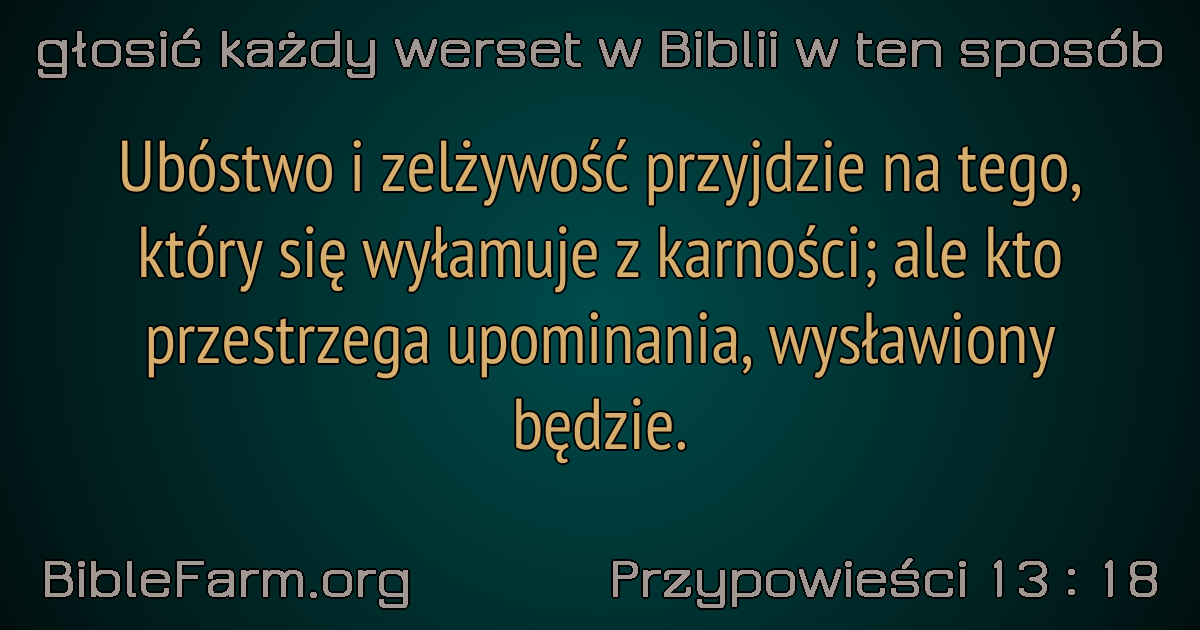 głosić każdy werset w Biblii w ten sposób
Ubóstwo i zelżywość przyjdzie na tego,
który się wyłamuje z karności; ale kto
przestrzega upominania, wysławiony
będzie.
BibleFarm.org
Przypowieści 13 : 18